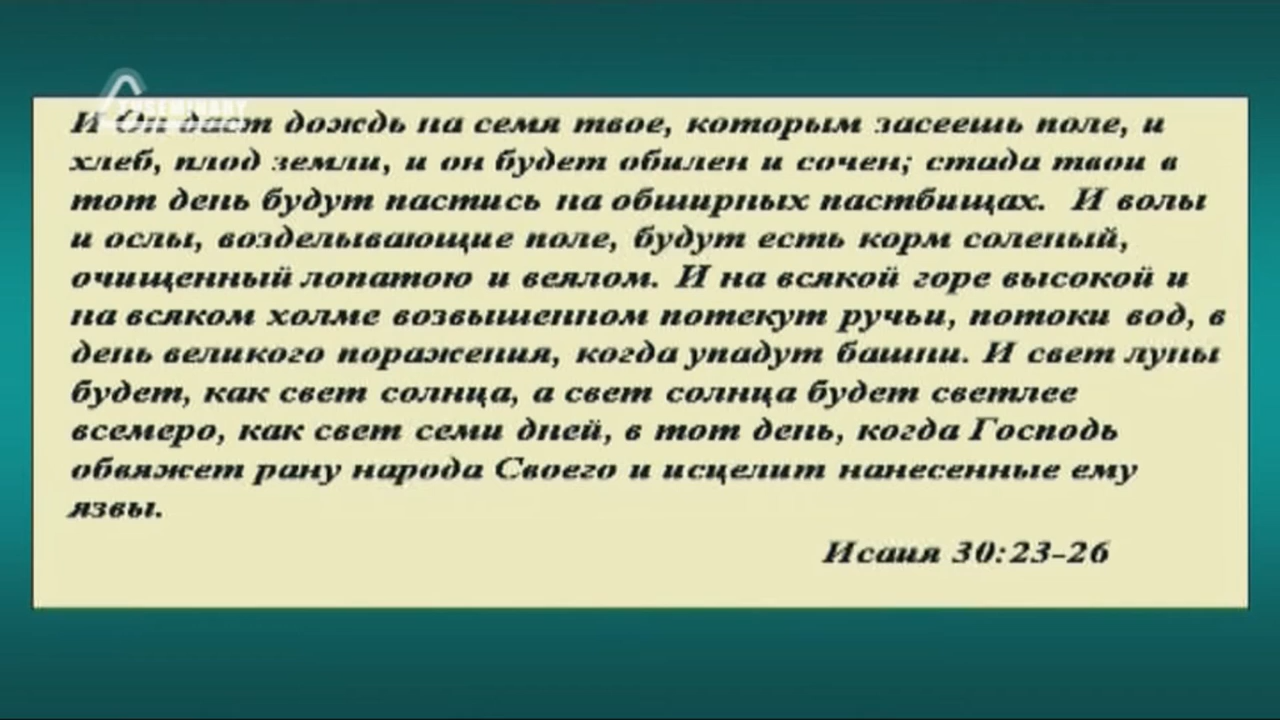 TVSEMINARY
И Он даст дождь на семя твое, которым засеешь поле, и
хлеб, плод земли, и он будет обилен и сочен; стада твои в
тот день будут пастись на обширных пастбищах. И волы
и ослы, возделывающие поле, будут есть корм соленый,
очищенный лопатою и веялом. И на всякой горе высокой и
на всяком холме возвышенном потекут ручьи, потоки вод, в
день великого поражения, когда упадут башни. И свет луны
будет, как свет солнца, а свет солнца будет светлее
всемеро, как свет семи дней, в тот день, когда Господь
обвяжет рану народа Своего и исцелит нанесенные ему
язвы.
Исаия 30:23-26